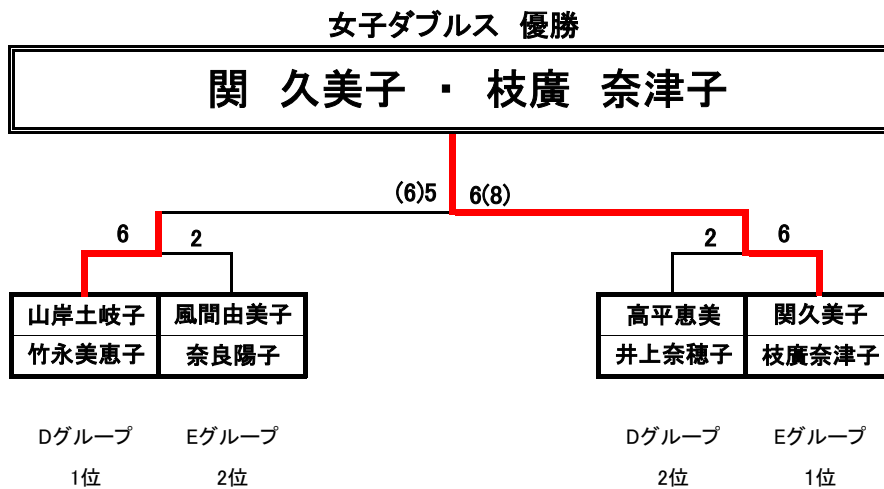 女子ダブルス 優勝
関 久美子 ・ 枝廣 奈津子
(6)5 6(8)
6 2 2 6
山岸土岐子 風間由美子 高平恵美 関久美子
竹永美恵子 奈良陽子 井上奈穂子 枝廣奈津子
Dグループ Eグループ Dグループ Eグループ
1位 2位 2位 1位